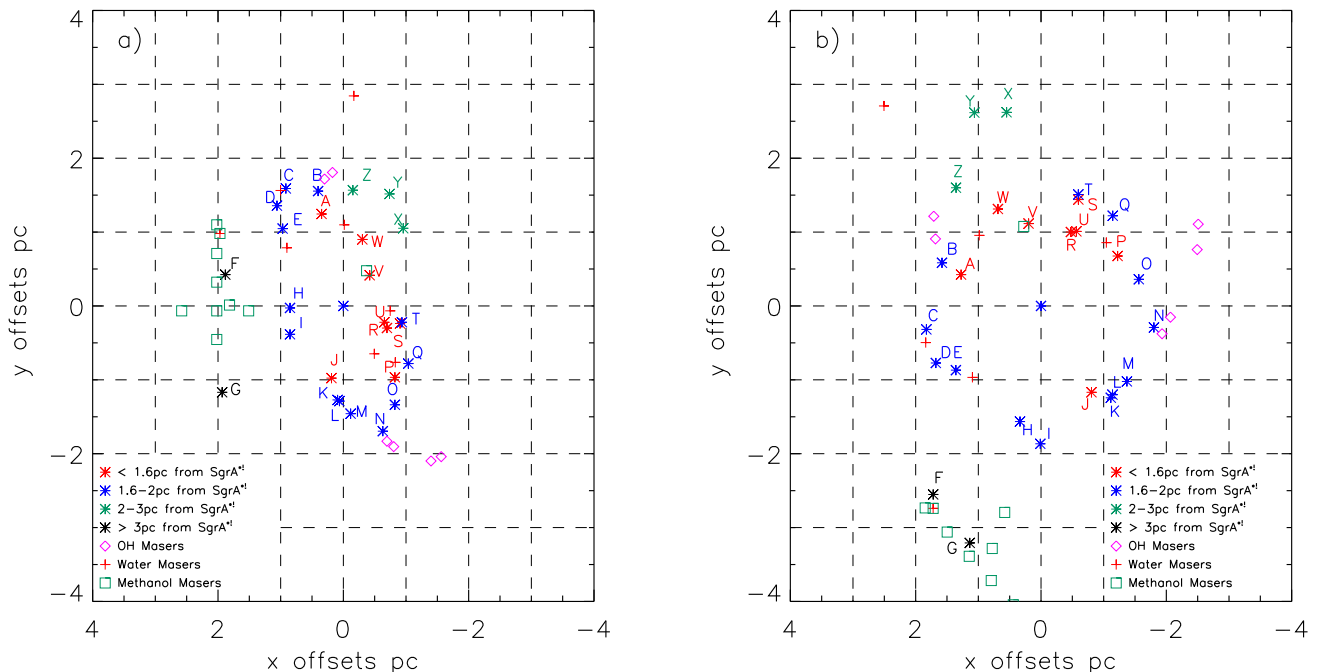 a)
4
2
0
−2
−4
y offsets pc
4
2
0
−2
−4
x offsets pc
Z
C
B
Y
D
A
E
X
W
F
V
H
U
T
I
R
S
J
Q
P
G
K
O
L
M
N
< 1.6pc from SgrA*!
1.6−2pc from SgrA*!
2−3pc from SgrA*!
> 3pc from SgrA*!
OH Masers
Water Masers
Methanol Masers
b)
4
2
0
−2
−4
y offsets pc
4
2
0
−2
−4
x offsets pc
X
Y
Z
W
T
S
Q
V
U
R
P
B
A
O
C
N
D
E
M
L
J
K
H
I
F
G
< 1.6pc from SgrA*!
1.6−2pc from SgrA*!
2−3pc from SgrA*!
> 3pc from SgrA*!
OH Masers
Water Masers
Methanol Masers